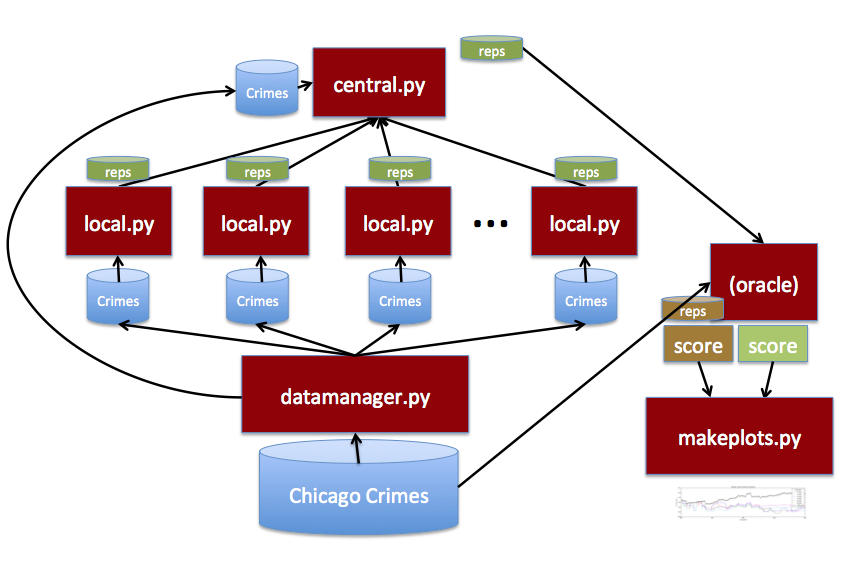 reps
Crimes
central.py
reps
reps
reps
reps
local.py
local.py
local.py
...
local.py
Crimes
Crimes
Crimes
Crimes
(oracle)
reps
score
score
datamanager.py
makeplots.py
Chicago Crimes